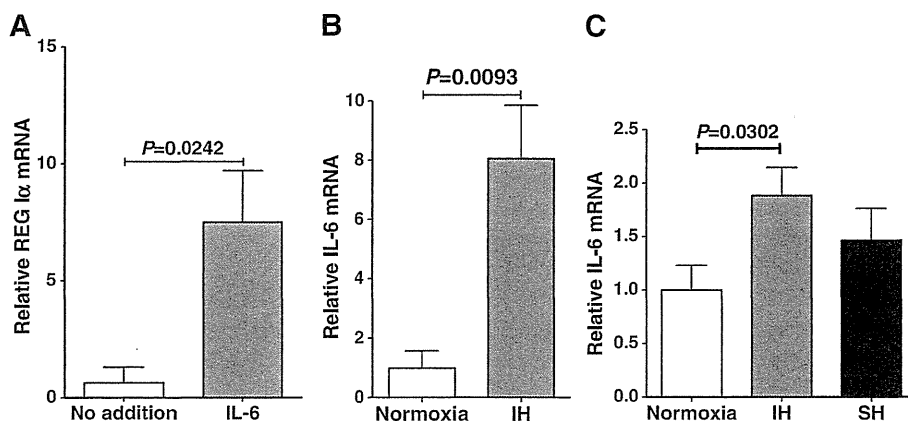 A
Relative REG Iα mRNA
15
10
5
0
P=0.0242
No addition
IL-6
B
Relative IL-6 mRNA
10
8
6
4
2
0
P=0.0093
Normoxia
IH
C
Relative IL-6 mRNA
2.5
2.0
1.5
1.0
0.5
0.0
P=0.0302
Normoxia
IH
SH